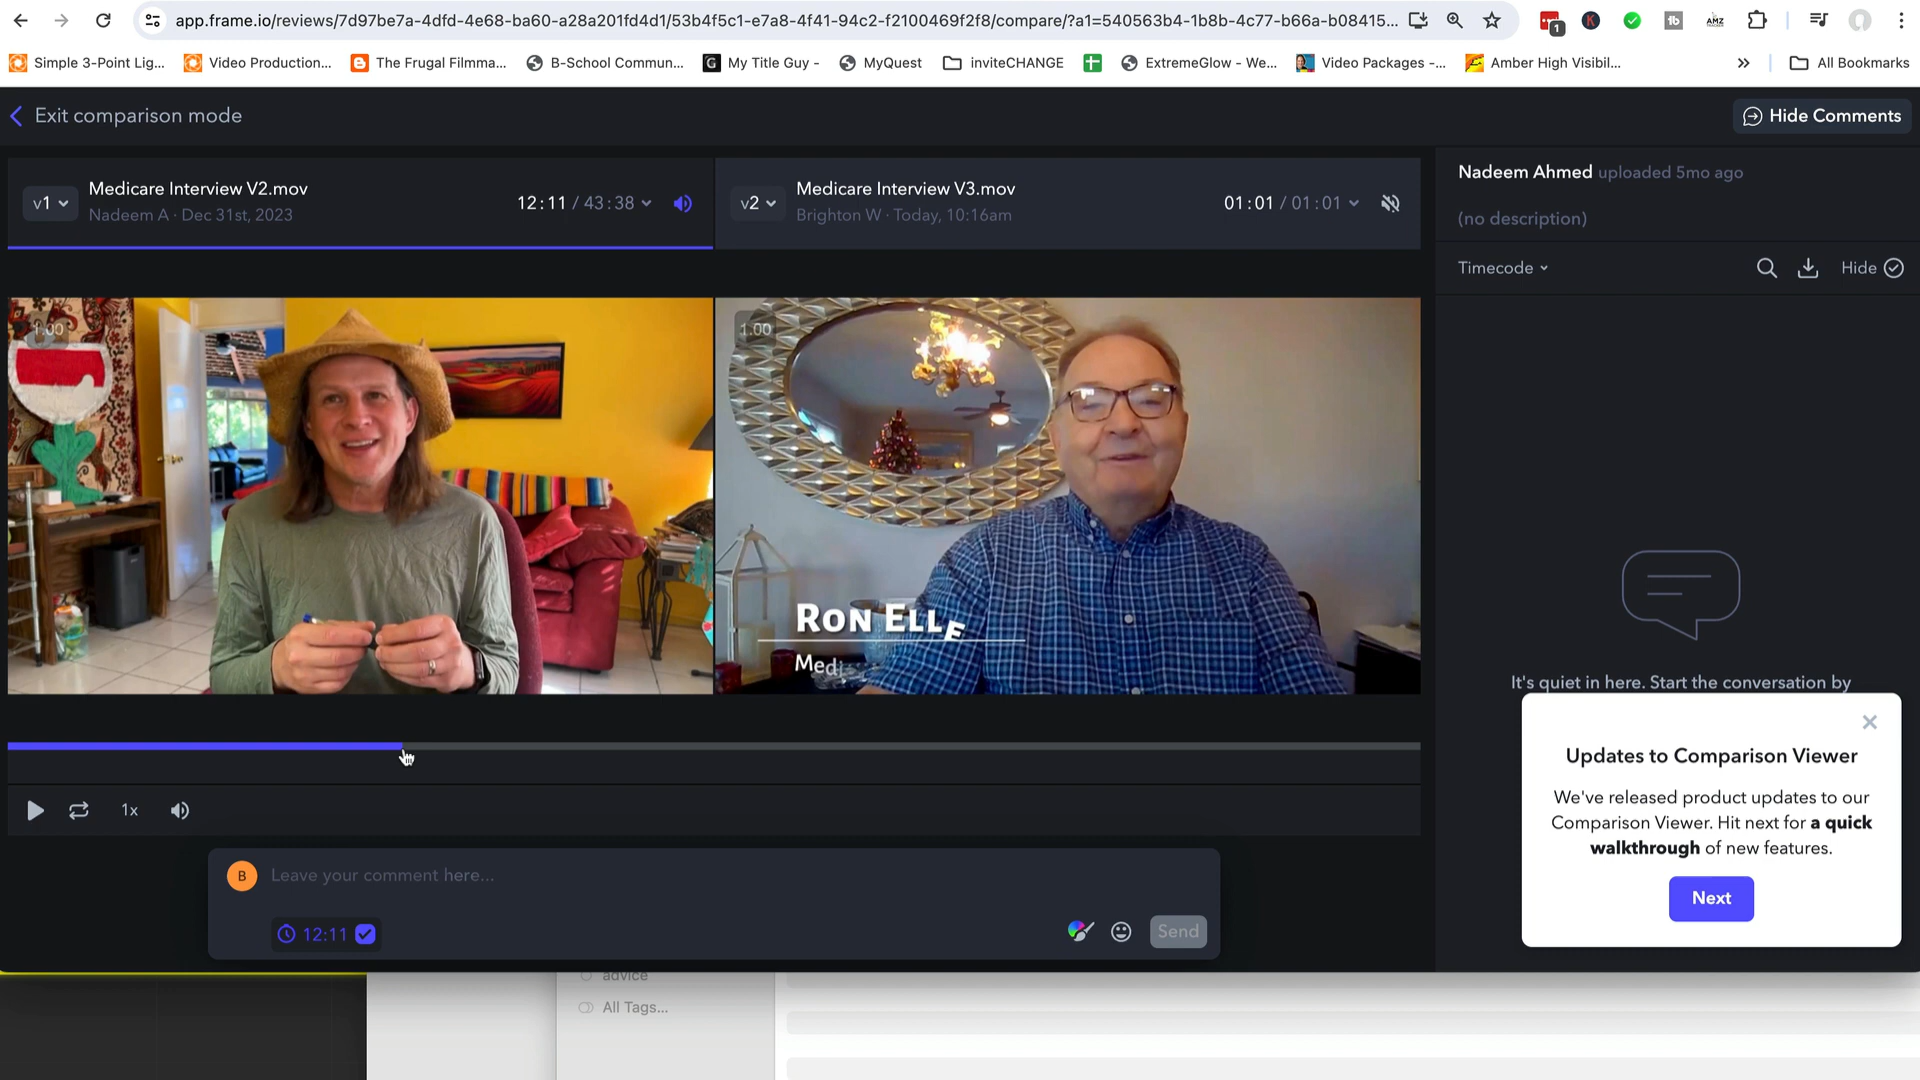 app.frame.io/reviews/7d97be7a-4dfd-4e68-ba60-a28a201fd4d1/53b4f5c1-e7a8-4f41-94c2-f2100469f2f8/compare/?a1=540563b4-1b8b-4c77-b66a-b08415...
1
K
tb
AMZ
Simple 3-Point Lig...
Video Production...
The Frugal Filmma...
B-School Commun...
G
My Title Guy -
MyQuest
inviteCHANGE
ExtremeGlow - We...
Video Packages -...
Amber High Visibil...
All Bookmarks
Exit comparison mode
Hide Comments
v1
Medicare Interview V2.mov
Nadeem A · Dec 31st, 2023
12:11 / 43:38
v2
Medicare Interview V3.mov
Brighton W · Today, 10:16am
01:01 / 01:01
Nadeem Ahmed uploaded 5mo ago
(no description)
Timecode
Hide
1.00
1.00
Ron Elle
Medi
It's quiet in here. Start the conversation by
Updates to Comparison Viewer
We've released product updates to our
Comparison Viewer. Hit next for a quick
walkthrough of new features.
Next
1x
B
Leave your comment here...
12:11
Send
advice
All Tags...